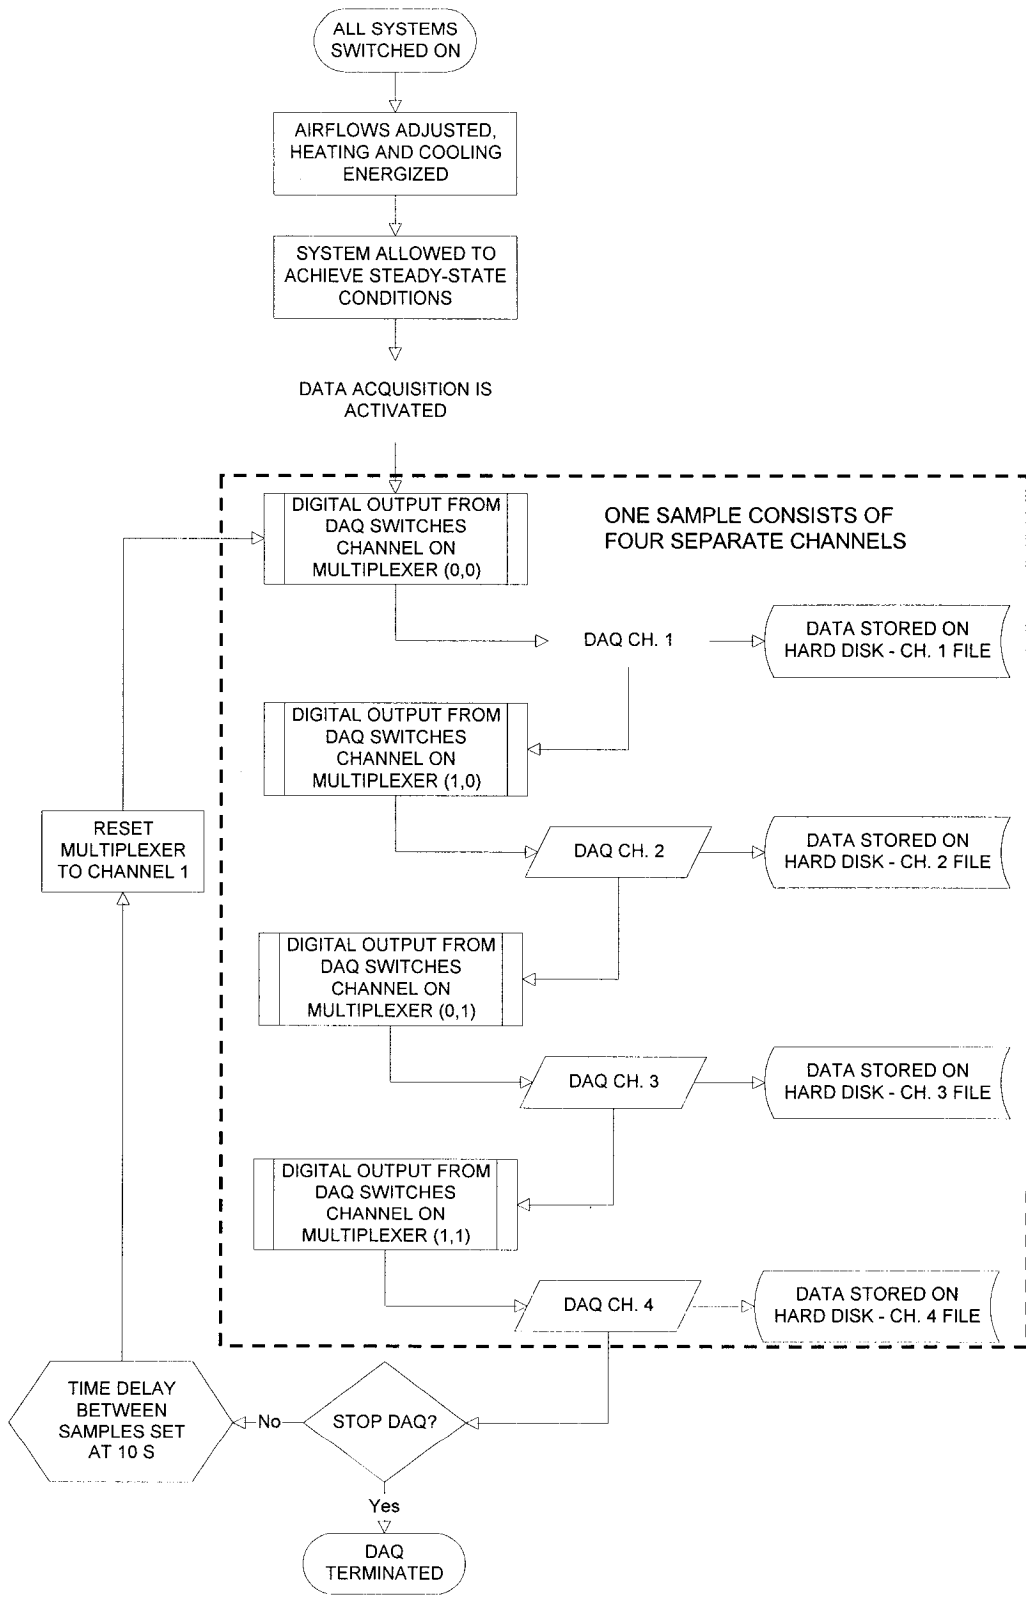 ALL SYSTEMS
SWITCHED ON
AIRFLOWS ADJUSTED,
HEATING AND COOLING
ENERGIZED
SYSTEM ALLOWED TO
ACHIEVE STEADY-STATE
CONDITIONS
DATA ACQUISITION IS
ACTIVATED
DIGITAL OUTPUT FROM
DAQ SWITCHES
CHANNEL ON
MULTIPLEXER (0,0)
ONE SAMPLE CONSISTS OF
FOUR SEPARATE CHANNELS
DAQ CH. 1
DATA STORED ON
HARD DISK - CH. 1 FILE
DIGITAL OUTPUT FROM
DAQ SWITCHES
CHANNEL ON
MULTIPLEXER (1,0)
RESET
MULTIPLEXER
TO CHANNEL 1
DAQ CH. 2
DATA STORED ON
HARD DISK - CH. 2 FILE
DIGITAL OUTPUT FROM
DAQ SWITCHES
CHANNEL ON
MULTIPLEXER (0,1)
DAQ CH. 3
DATA STORED ON
HARD DISK - CH. 3 FILE
DIGITAL OUTPUT FROM
DAQ SWITCHES
CHANNEL ON
MULTIPLEXER (1,1)
DAQ CH. 4
DATA STORED ON
HARD DISK - CH. 4 FILE
TIME DELAY
BETWEEN
SAMPLES SET
AT 10 S
No
STOP DAQ?
Yes
DAQ
TERMINATED